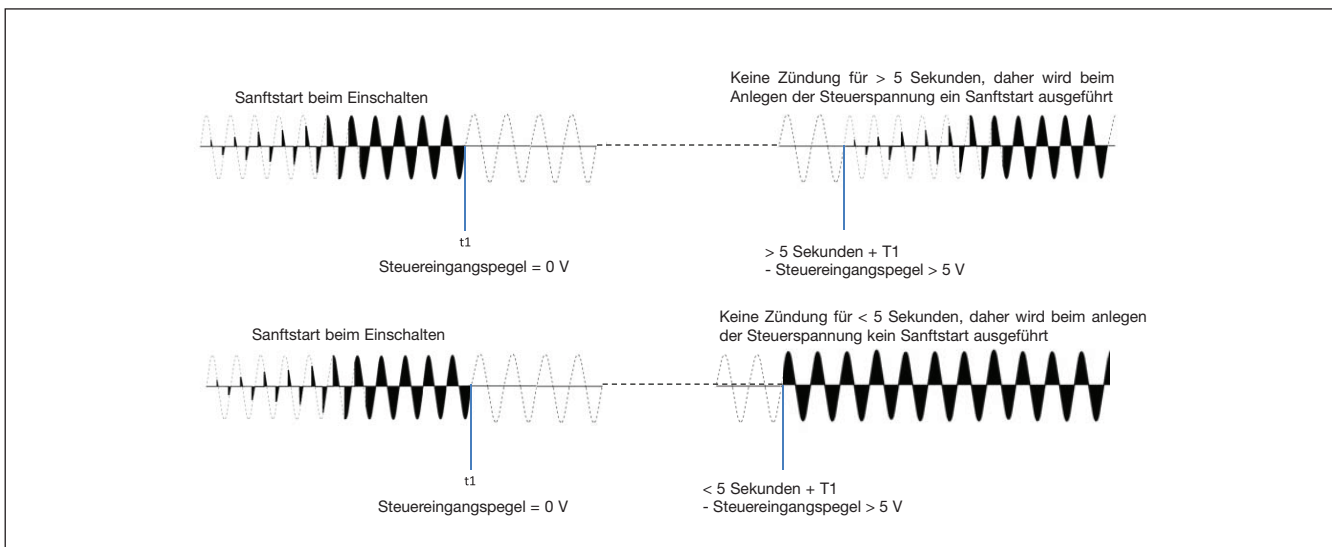 Sanftstart beim Einschalten
Keine Zündung für > 5 Sekunden, daher wird beim
Anlegen der Steuerspannung ein Sanftstart ausgeführt
t1
Steuereingangspegel = 0 V
> 5 Sekunden + T1
- Steuereingangspegel > 5 V
Sanftstart beim Einschalten
Keine Zündung für < 5 Sekunden, daher wird beim anlegen
der Steuerspannung kein Sanftstart ausgeführt
t1
Steuereingangspegel = 0 V
< 5 Sekunden + T1
- Steuereingangspegel > 5 V